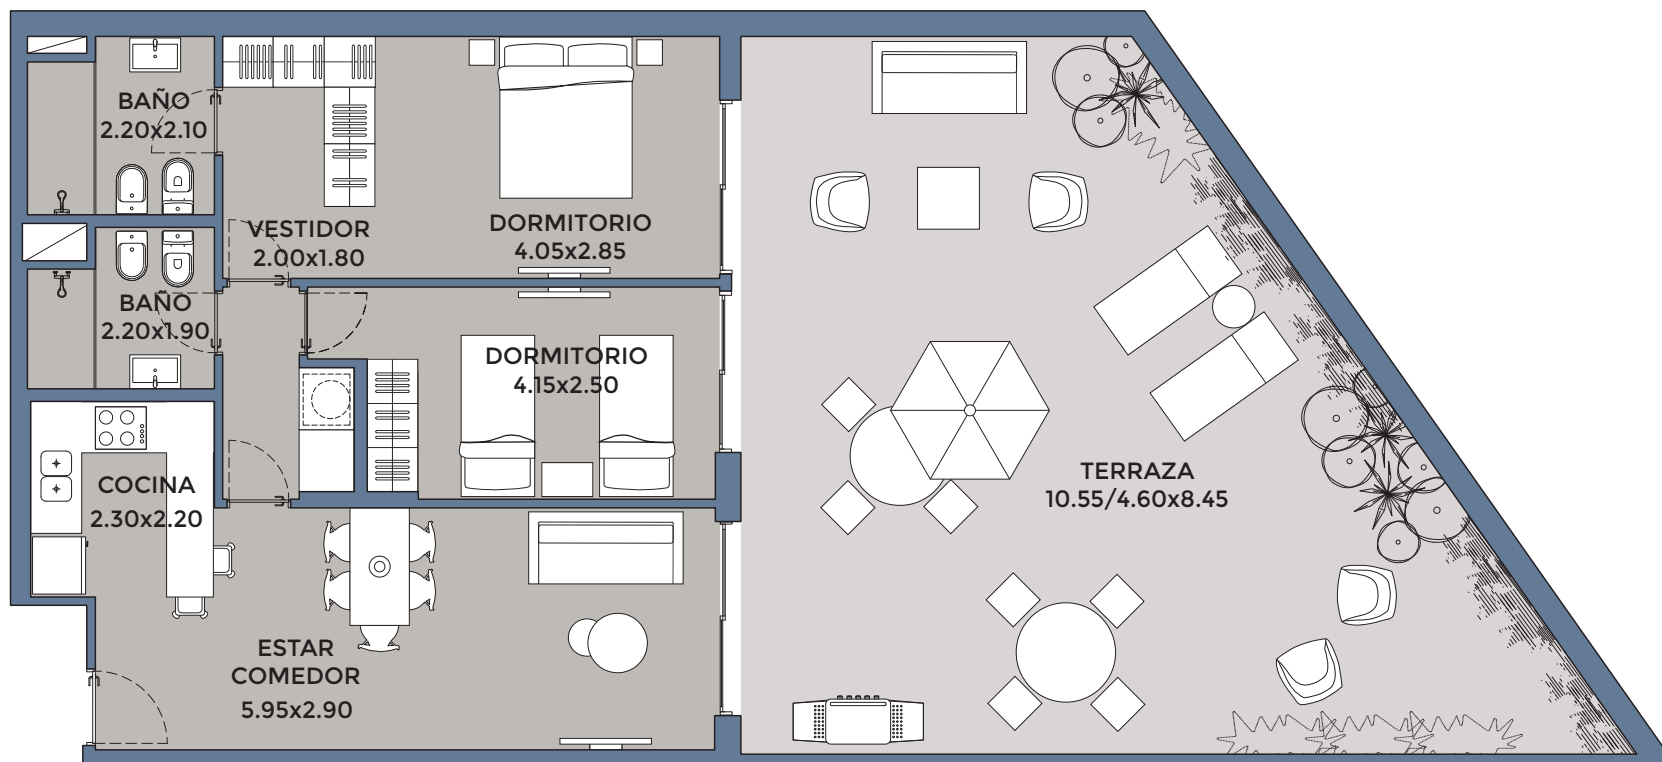 BAÑO
2.20x2.10
VESTIDOR
2.00x1.80
DORMITORIO
4.05x2.85
BAÑO
2.20x1.90
DORMITORIO
4.15x2.50
COCINA
2.30x2.20
TERRAZA
10.55/4.60x8.45
ESTAR
COMEDOR
5.95x2.90